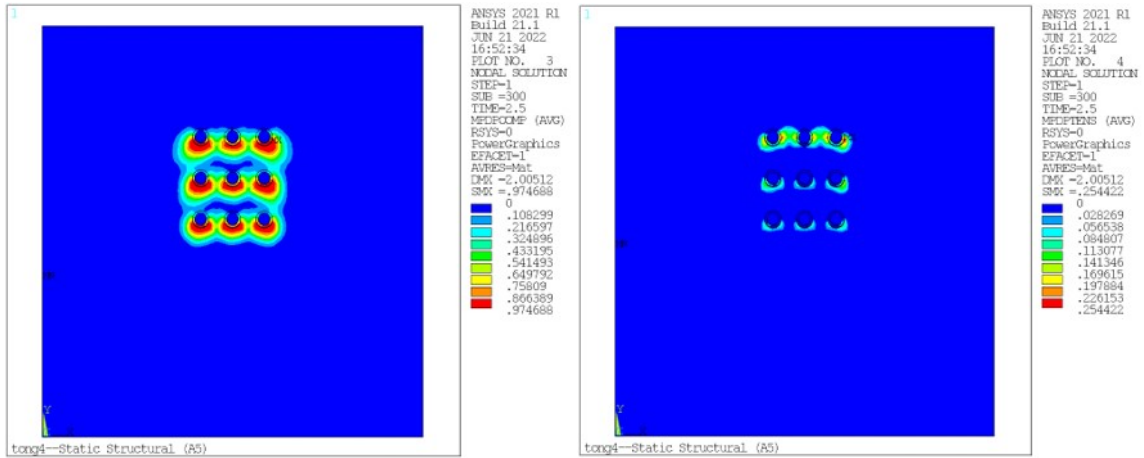 1
ANSYS 2021 R1
Build 21.1
JUN 21 2022
16:52:34
PLOT NO. 3
NODAL SOLUTION
STEP=1
SUB =300
TIME=2.5
MPDPCOMP (AVG)
RSYS=0
PowerGraphics
EFACET=1
AVRES=Mat
DMX =2.00512
SMX =.974688
0
.108299
.216597
.324896
.433195
.541493
.649792
.75809
.866389
.974688
Y
tong4--Static Structural (A5)
1
ANSYS 2021 R1
Build 21.1
JUN 21 2022
16:52:34
PLOT NO. 4
NODAL SOLUTION
STEP=1
SUB =300
TIME=2.5
MPDPTENS (AVG)
RSYS=0
PowerGraphics
EFACET=1
AVRES=Mat
DMX =2.00512
SMX =.254422
0
.028269
.056538
.084807
.113077
.141346
.169615
.197884
.226153
.254422
Y
tong4--Static Structural (A5)